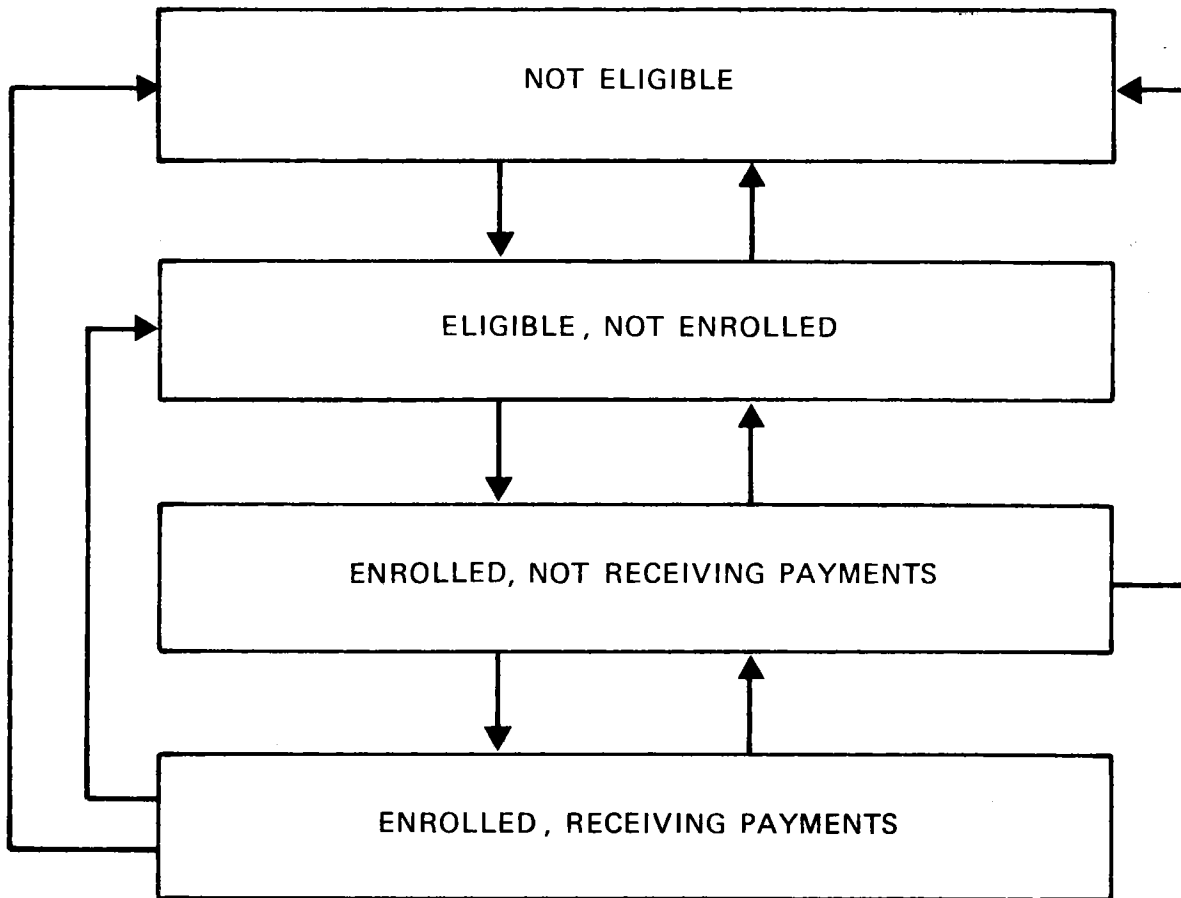 NOT ELIGIBLE
ELIGIBLE, NOT ENROLLED
ENROLLED, NOT RECEIVING PAYMENTS
ENROLLED, RECEIVING PAYMENTS